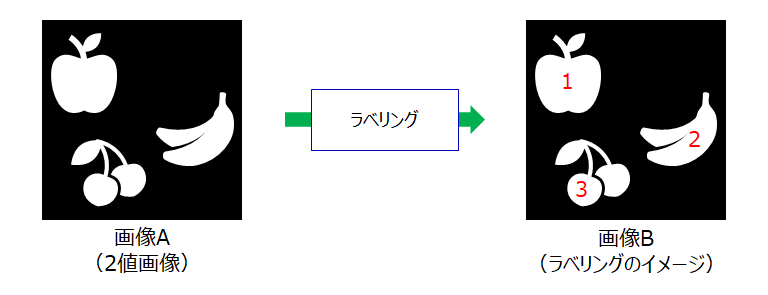 ラベリング
1
2
3
画像A
（2値画像）
画像B
（ラベリングのイメージ）